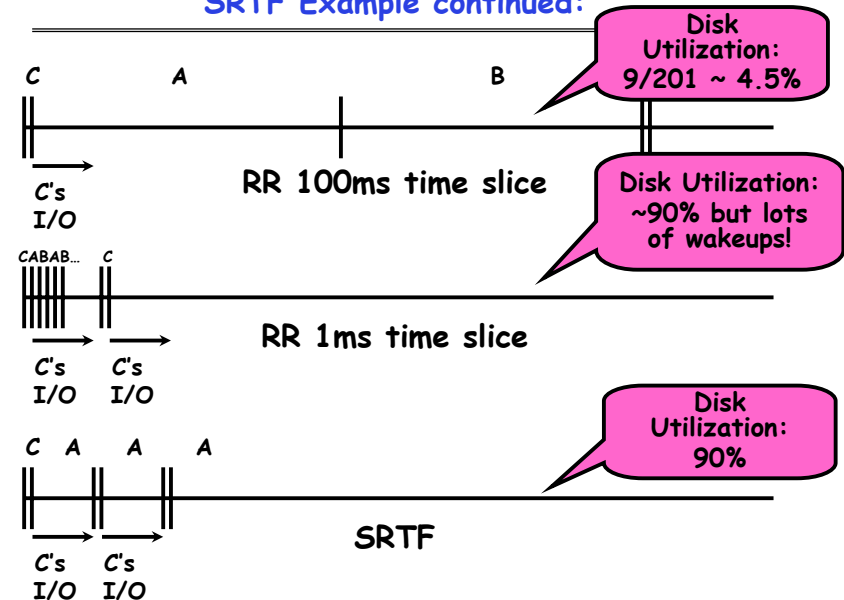 SRTF Example continued:
Disk
Utilization:
9/201 ~ 4.5%
C A B
C's
I/O
RR 100ms time slice
Disk Utilization:
~90% but lots
of wakeups!
CABAB... C
C's C's
I/O I/O
RR 1ms time slice
Disk
Utilization:
90%
C A A A
C's C's
I/O I/O
SRTF